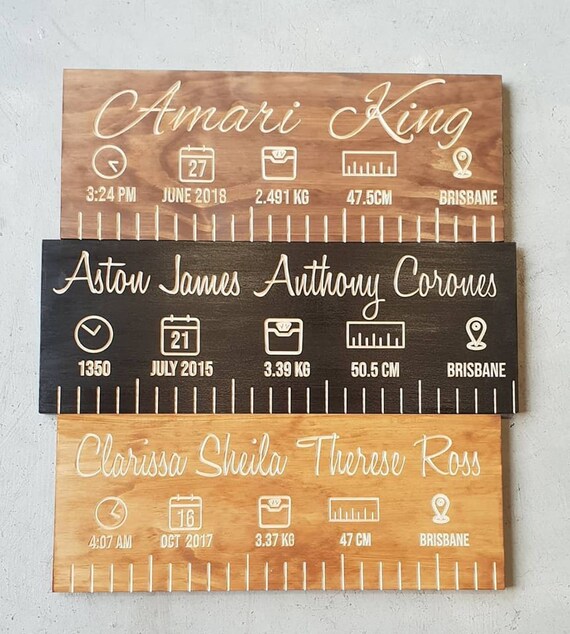 Amari King
27
3:24 PM JUNE 2018 2.491 KG 47.5CM BRISBANE
Aston James Anthony Corones
21
1350 JULY 2015 3.39 KG 50.5 CM BRISBANE
Clarissa Sheila Therese Ross
16
4:07 AM OCT 2017 3.37 KG 47 CM BRISBANE